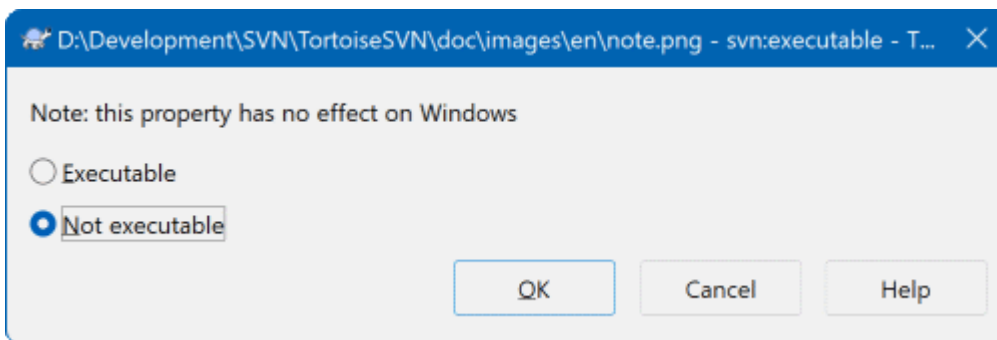 D:\Development\SVN\TortoiseSVN\doc\images\en\note.png - svn:executable - T...
Note: this property has no effect on Windows
Executable
Not executable
OK Cancel Help